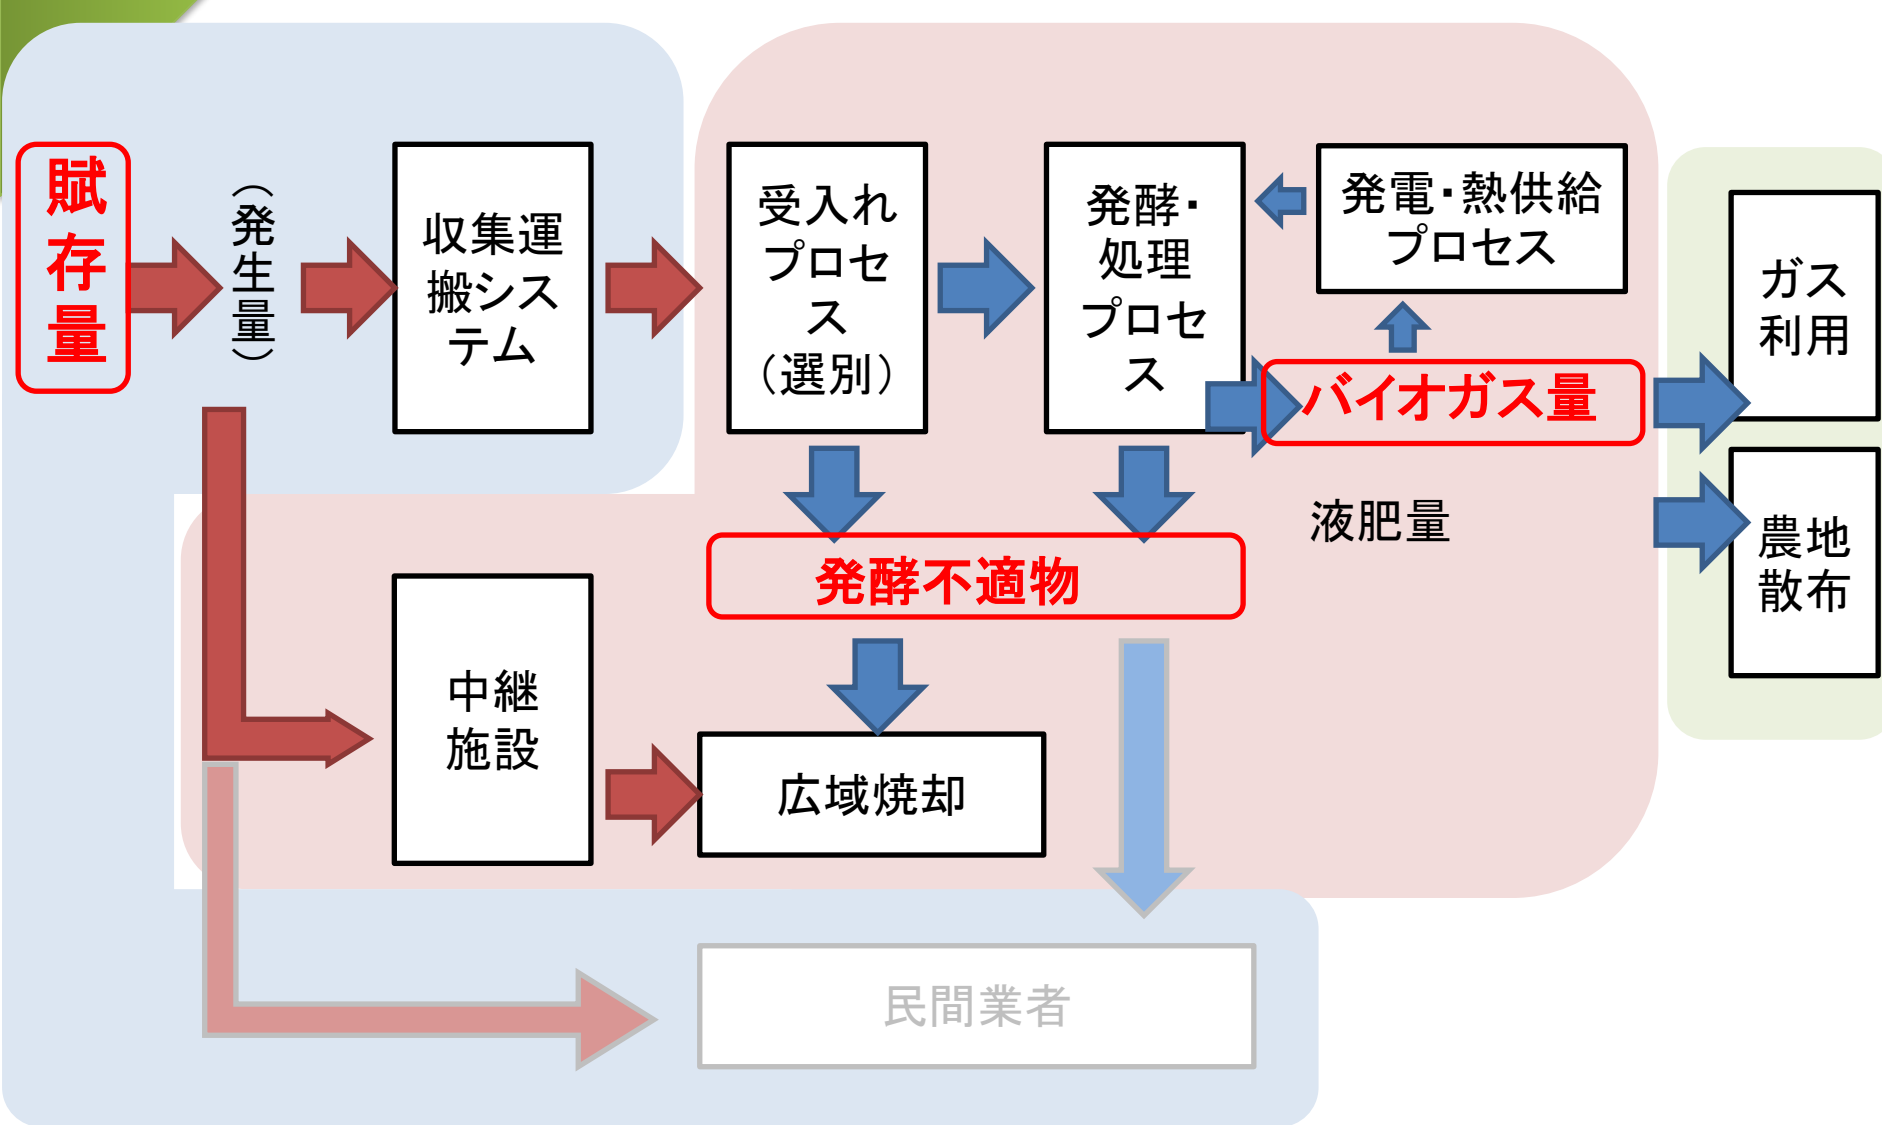 賦存量
（発生量）
収集運
搬シス
テム
受入れ
プロセ
ス
（選別）
発酵・
処理
プロセ
ス
発電・熱供給
プロセス
バイオガス量
ガス
利用
液肥量
農地
散布
発酵不適物
中継
施設
広域焼却
民間業者